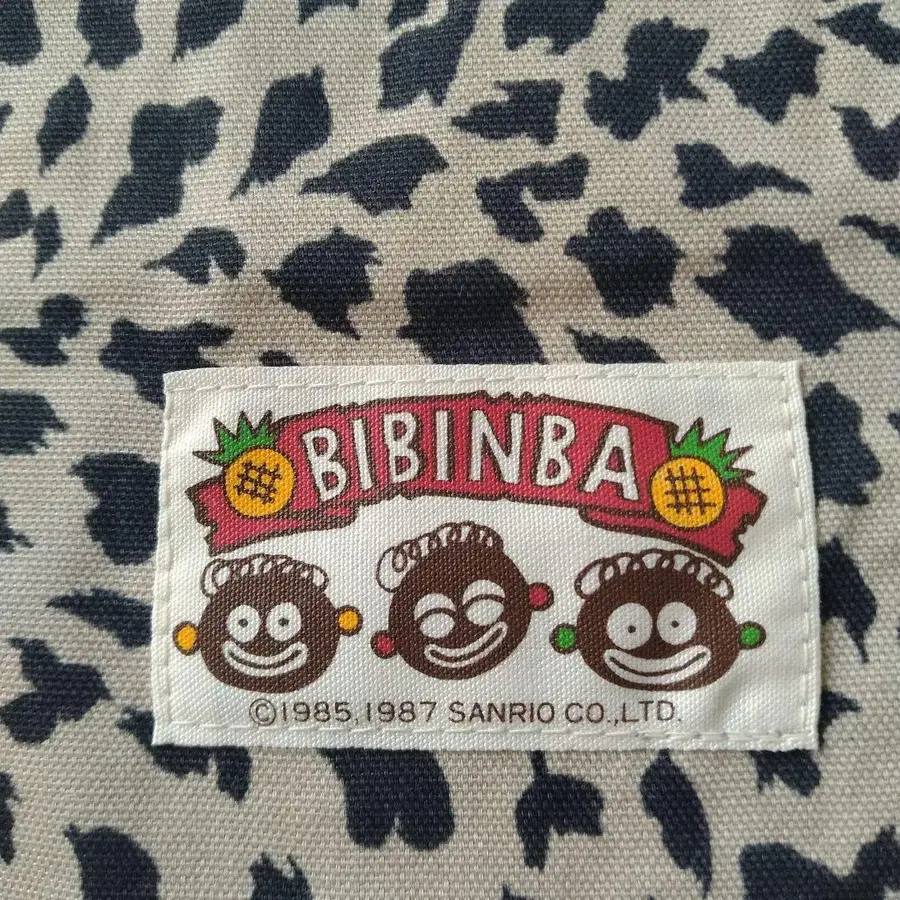 BIBINBA
©1985, 1987 SANRIO CO., LTD.